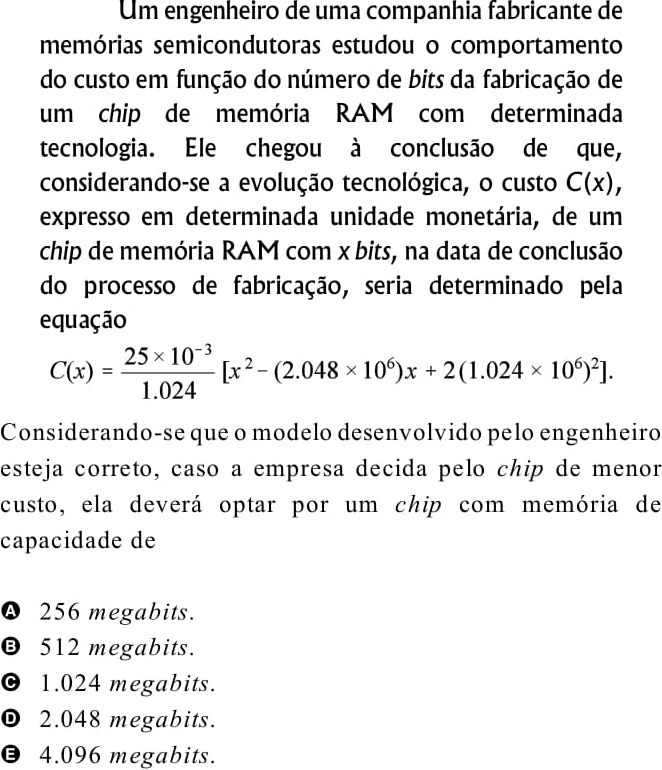 Um engenheiro de uma companhia fabricante de
memórias semicondutoras estudou o comportamento
do custo em função do número de bits da fabricação de
um chip de memória RAM com determinada
tecnologia. Ele chegou à conclusão de que,
considerando-se a evolução tecnológica, o custo C(x),
expresso em determinada unidade monetária, de um
chip de memória RAM com x bits, na data de conclusão
do processo de fabricação, seria determinado pela
equação
C(x) = \frac{25 × 10^{-3}}{1.024} [x^2 – (2.048 × 10^6)x + 2(1.024 × 10^6)^2].
Considerando-se que o modelo desenvolvido pelo engenheiro
esteja correto, caso a empresa decida pelo chip de menor
custo, ela deverá optar por um chip com memória de
capacidade de
A 256 megabits.
B 512 megabits.
C 1.024 megabits.
D 2.048 megabits.
E 4.096 megabits.